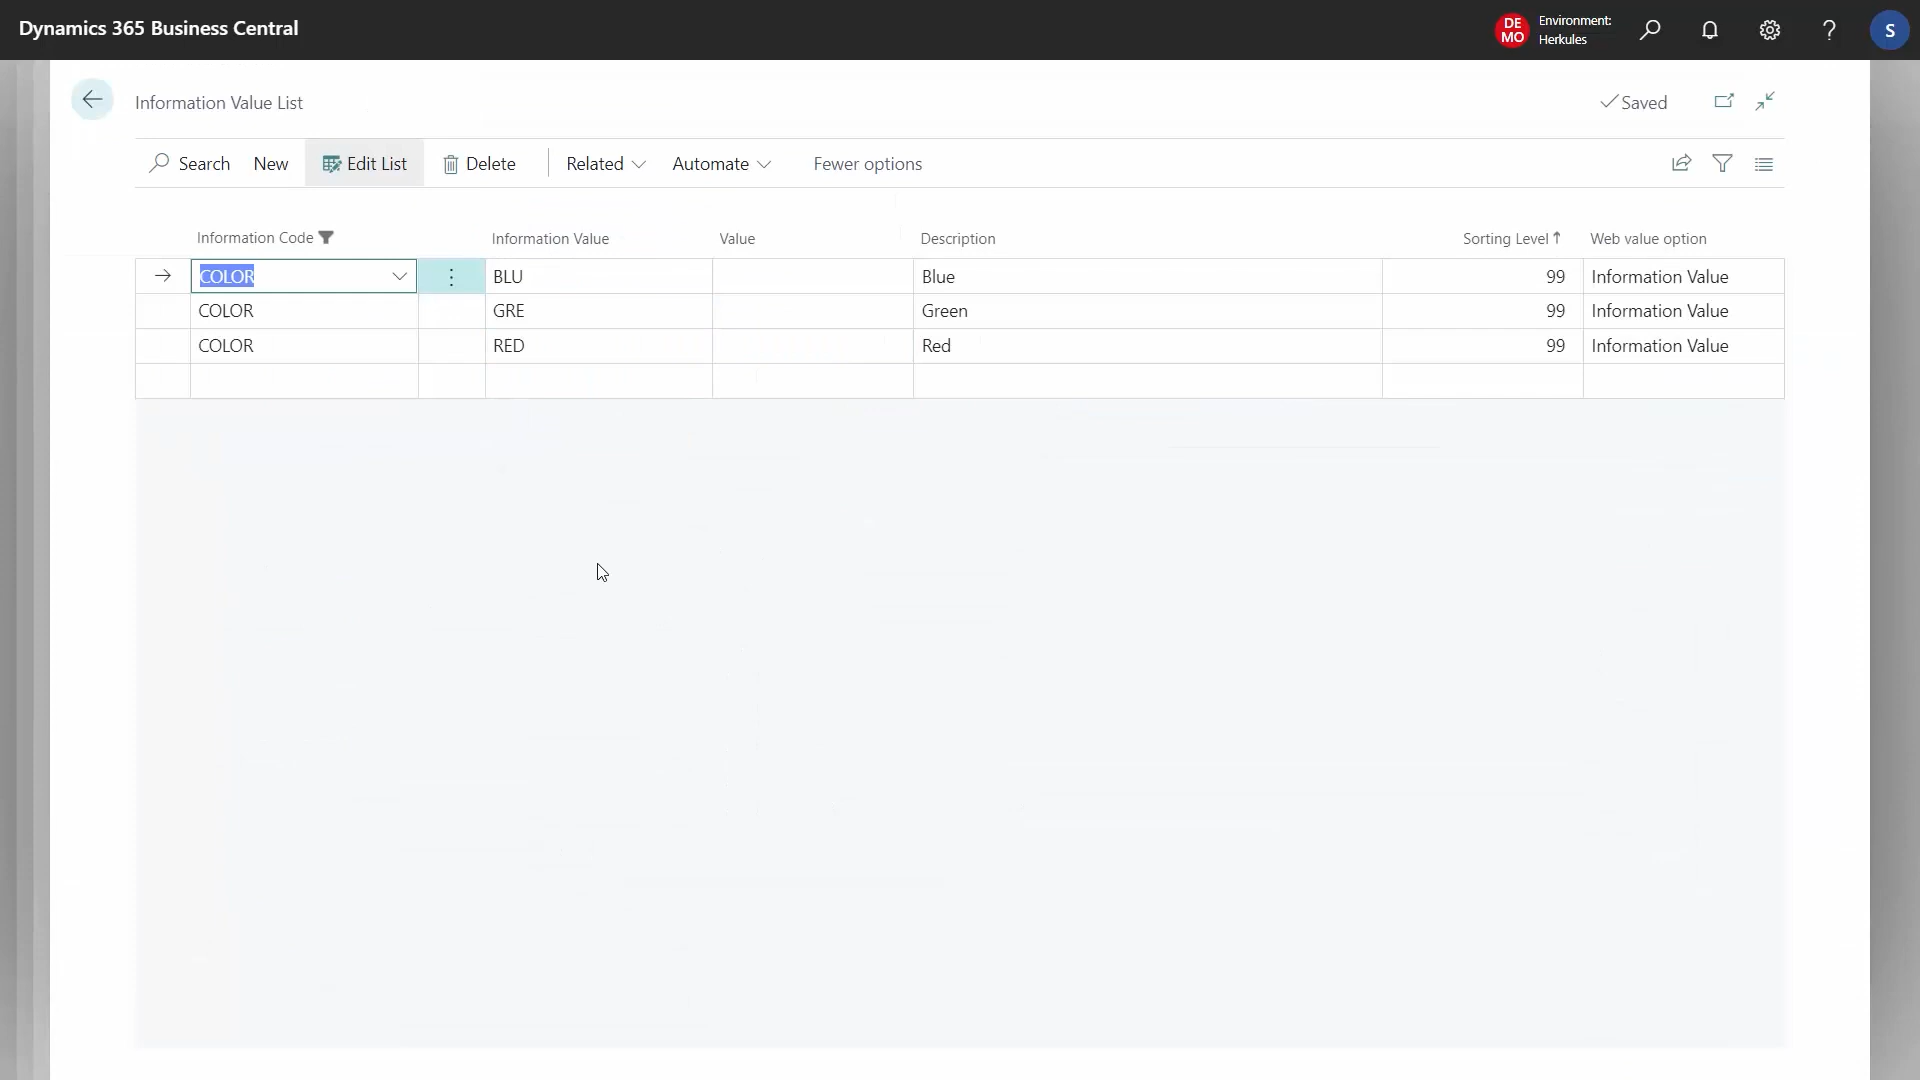 Dynamics 365 Business Central
DE
MO
Environment:
Herkules
?
S
Information Value List
Saved
Search New Edit List Delete Related Automate Fewer options
Information Code Information Value Value Description Sorting Level↑ Web value option
COLOR BLU Blue 99 Information Value
COLOR GRE Green 99 Information Value
COLOR RED Red 99 Information Value